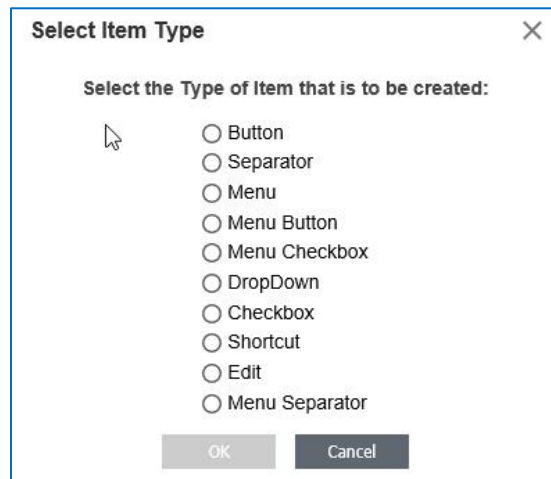 Select Item Type
Select the Type of Item that is to be created:
Button
Separator
Menu
Menu Button
Menu Checkbox
DropDown
Checkbox
Shortcut
Edit
Menu Separator
OK Cancel